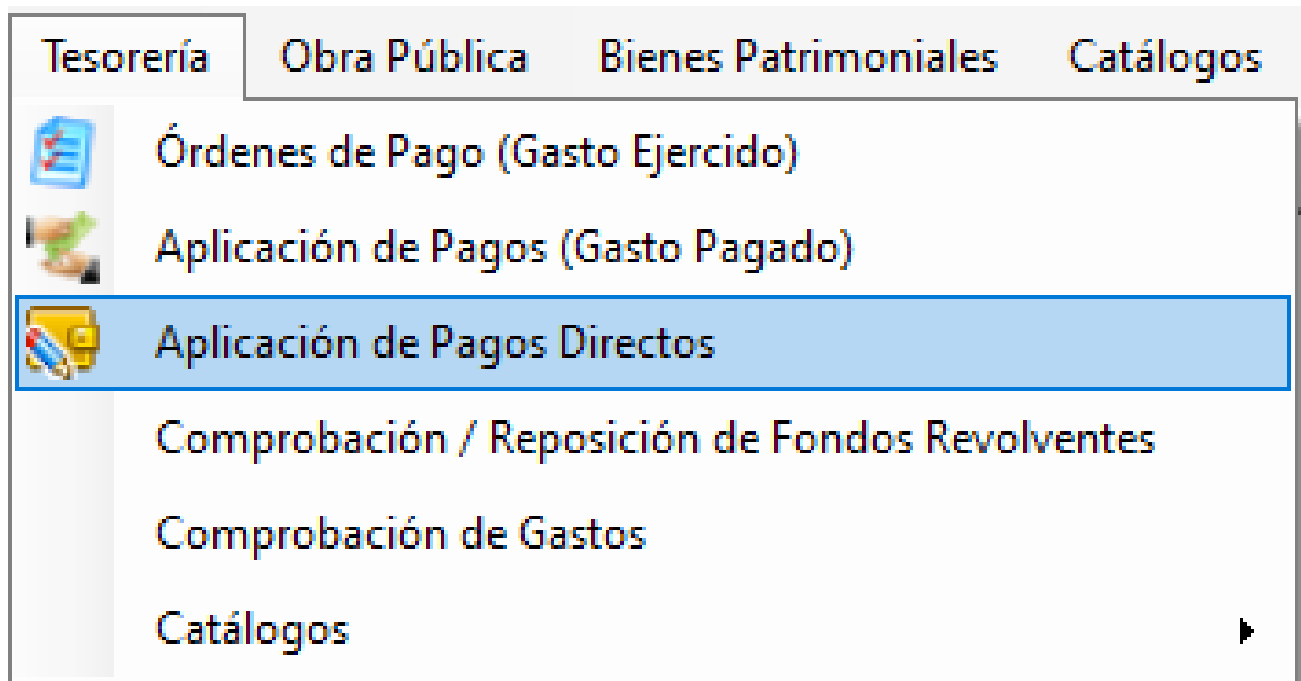 Tesorería Obra Pública Bienes Patrimoniales Catálogos
Órdenes de Pago (Gasto Ejercido)
Aplicación de Pagos (Gasto Pagado)
Aplicación de Pagos Directos
Comprobación / Reposición de Fondos Revolventes
Comprobación de Gastos
Catálogos